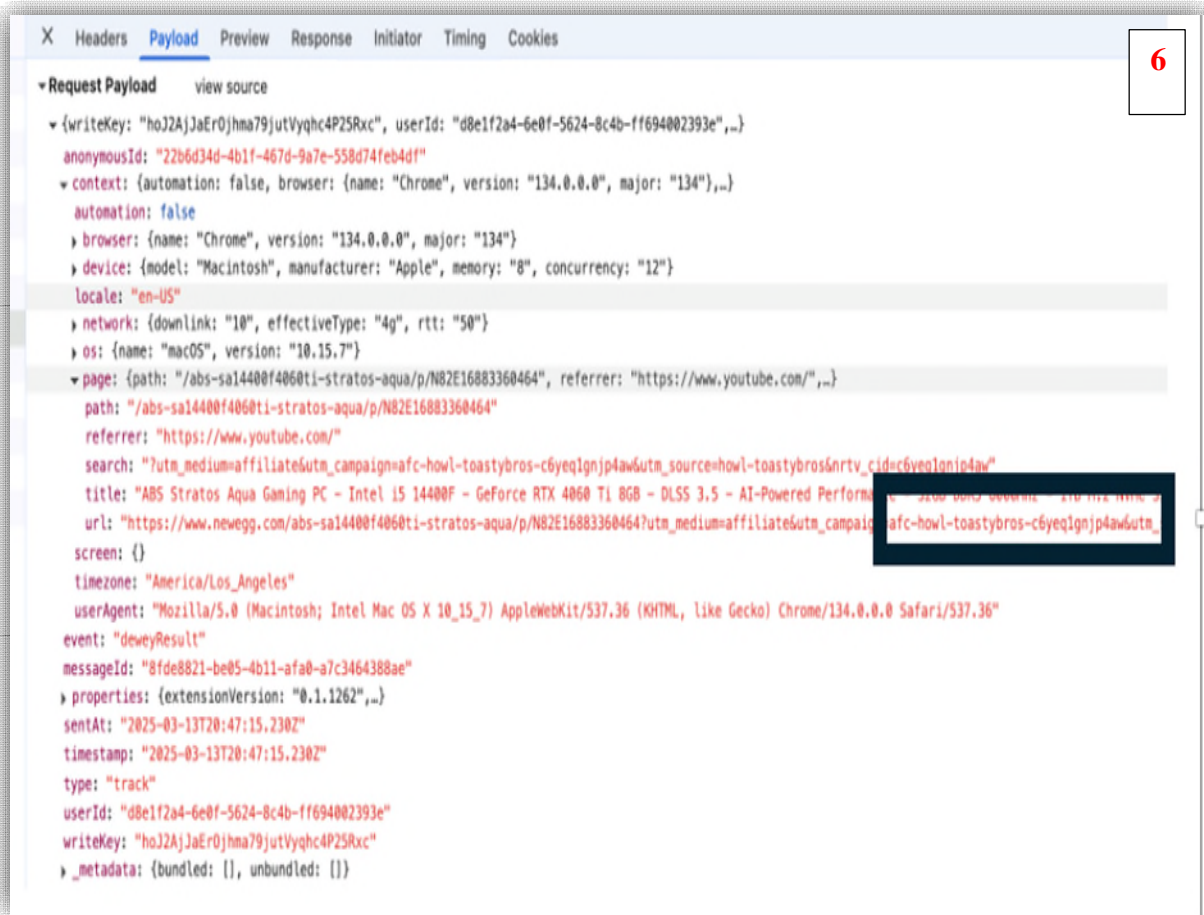 X Headers Payload Preview Response Initiator Timing Cookies
6
▾Request Payload view source
▾{writeKey: "hoJ2AjJaErOjhma79jutVyqhc4P25Rxc", userId: "d8e1f2a4-6e0f-5624-8c4b-ff694002393e",…}
anonymousId: "22b6d34d-4b1f-467d-9a7e-558d74feb4df"
▾context: {automation: false, browser: {name: "Chrome", version: "134.0.0.0", major: "134"},…}
automation: false
▸browser: {name: "Chrome", version: "134.0.0.0", major: "134"}
▸device: {model: "Macintosh", manufacturer: "Apple", memory: "8", concurrency: "12"}
locale: "en-US"
▸network: {downlink: "10", effectiveType: "4g", rtt: "50"}
▸os: {name: "macOS", version: "10.15.7"}
▾page: {path: "/abs-sa14400f4060ti-stratos-aqua/p/N82E16883360464", referrer: "https://www.youtube.com/",…}
path: "/abs-sa14400f4060ti-stratos-aqua/p/N82E16883360464"
referrer: "https://www.youtube.com/"
search: "?utm_medium=affiliate&utm_campaign=afc-howl-toastybros-c6yeq1gnjp4aw&utm_source=howl-toastybros&nrtv_cid=c6yeq1gnjp4aw"
title: "ABS Stratos Aqua Gaming PC - Intel i5 14400F - GeForce RTX 4060 Ti 8GB - DLSS 3.5 - AI-Powered Performa
url: "https://www.newegg.com/abs-sa14400f4060ti-stratos-aqua/p/N82E16883360464?utm_medium=affiliate&utm_campaig afc-howl-toastybros-c6yeq1gnjp4aw&utm_
screen: {}
timezone: "America/Los_Angeles"
userAgent: "Mozilla/5.0 (Macintosh; Intel Mac OS X 10_15_7) AppleWebKit/537.36 (KHTML, like Gecko) Chrome/134.0.0.0 Safari/537.36"
event: "deweyResult"
messageId: "8fde8821-be05-4b11-afa0-a7c3464388ae"
▸properties: {extensionVersion: "0.1.1262",…}
sentAt: "2025-03-13T20:47:15.230Z"
timestamp: "2025-03-13T20:47:15.230Z"
type: "track"
userId: "d8e1f2a4-6e0f-5624-8c4b-ff694002393e"
writeKey: "hoJ2AjJaErOjhma79jutVyqhc4P25Rxc"
▸_metadata: {bundled: [], unbundled: []}